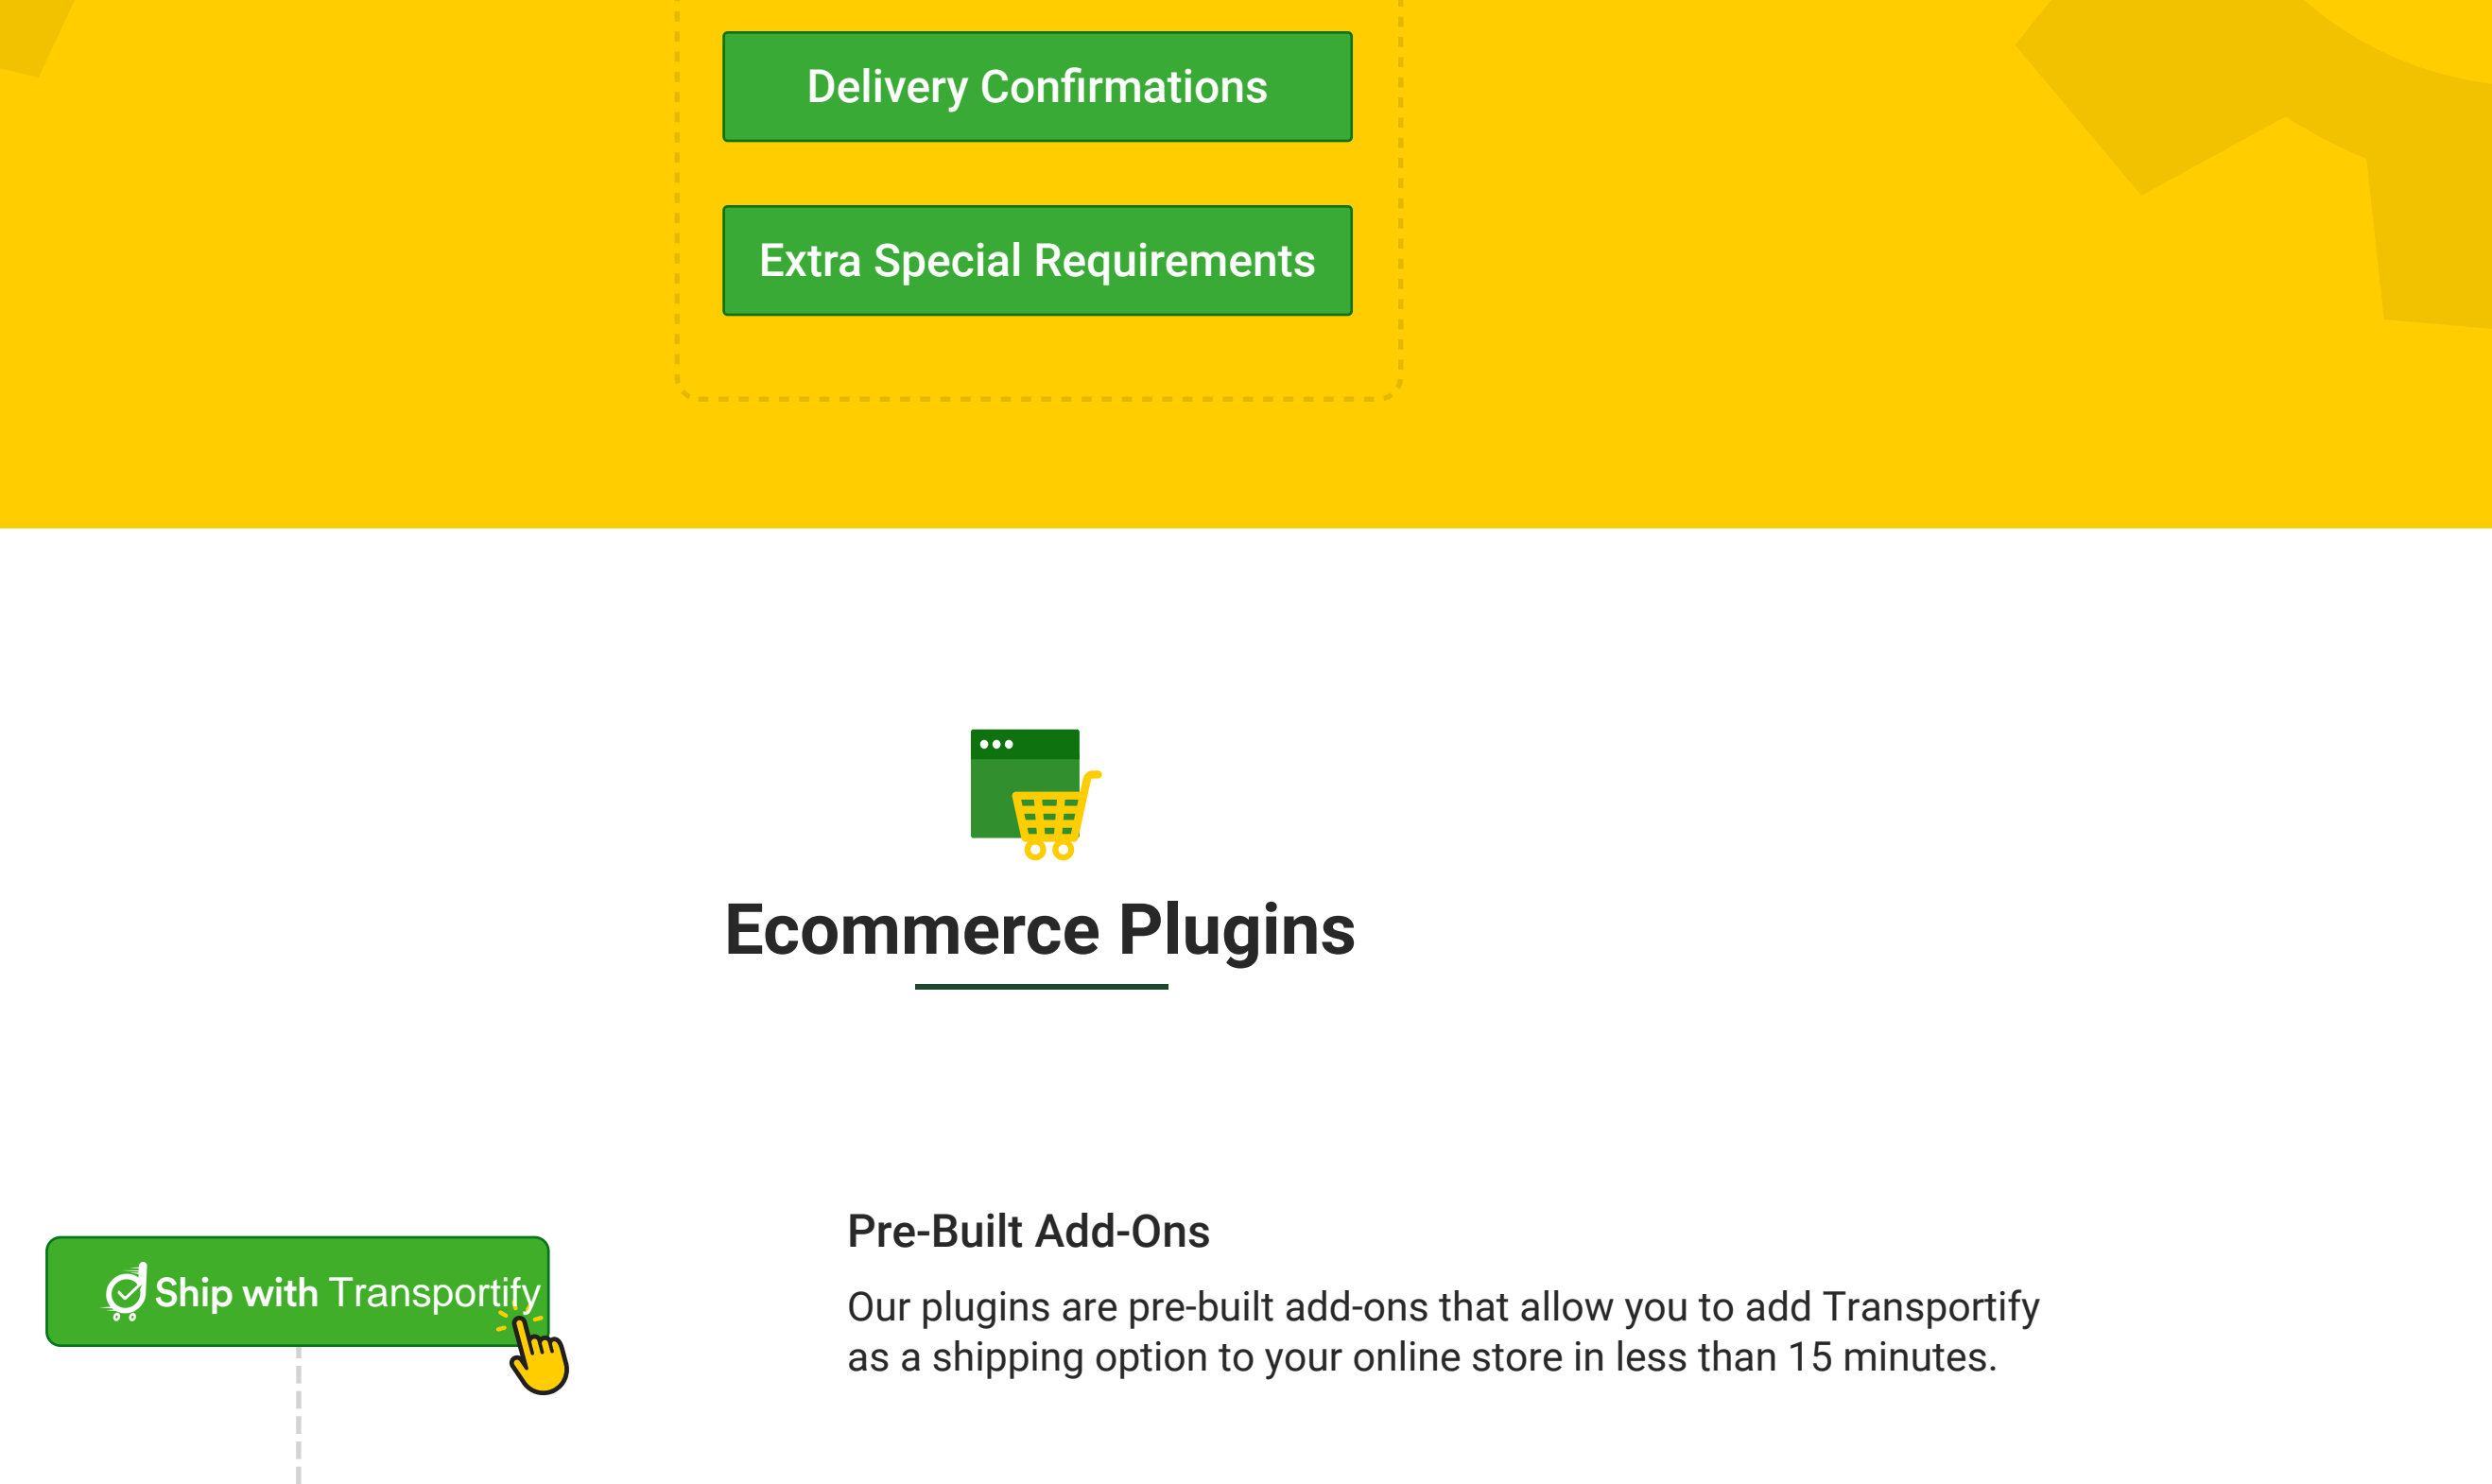 Delivery Confirmations
Extra Special Requirements
Ecommerce Plugins
Ship with Transportify
Pre-Built Add-Ons
Our plugins are pre-built add-ons that allow you to add Transportify
as a shipping option to your online store in less than 15 minutes.